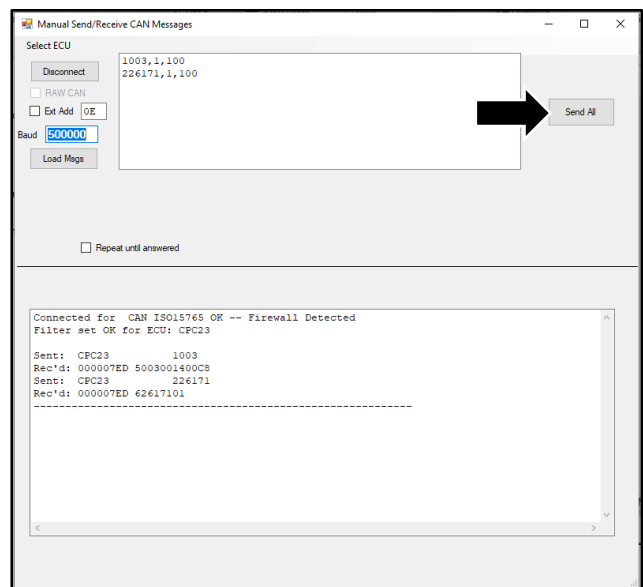 Manual Send/Receive CAN Messages
Select ECU
Disconnect
RAW CAN
Ext Add 0E
Baud 500000
Load Msgs
1003,1,100
226171,1,100
Send All
Repeat until answered
Connected for  CAN ISO15765 OK -- Firewall Detected
Filter set OK for ECU: CPC23
Sent:  CPC23          1003
Rec'd: 000007ED 5003001400C8
Sent:  CPC23          226171
Rec'd: 000007ED 62617101
------------------------------------------------------------